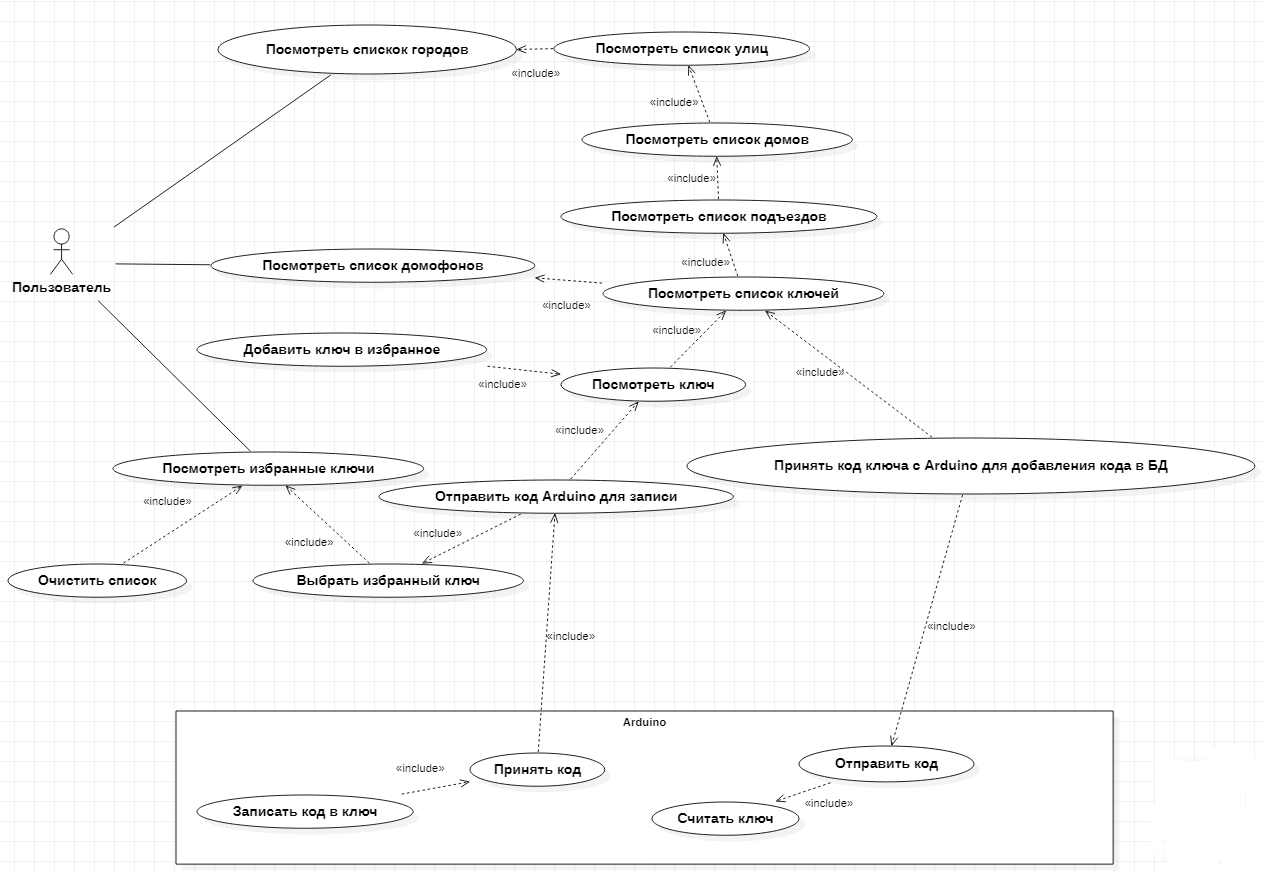 Посмотреть спискок городов
Посмотреть список улиц
«include»
«include»
Посмотреть список домов
«include»
Посмотреть список подъездов
Пользователь
Посмотреть список домофонов
«include»
Посмотреть список ключей
«include»
«include»
Добавить ключ в избранное
«include»
Посмотреть ключ
«include»
«include»
Посмотреть избранные ключи
Принять код ключа с Arduino для добавления кода в БД
Отправить код Arduino для записи
«include»
«include»
«include»
Очистить список
Выбрать избранный ключ
«include»
«include»
Arduino
«include»
Принять код
Отправить код
Записать код в ключ
«include»
Считать ключ